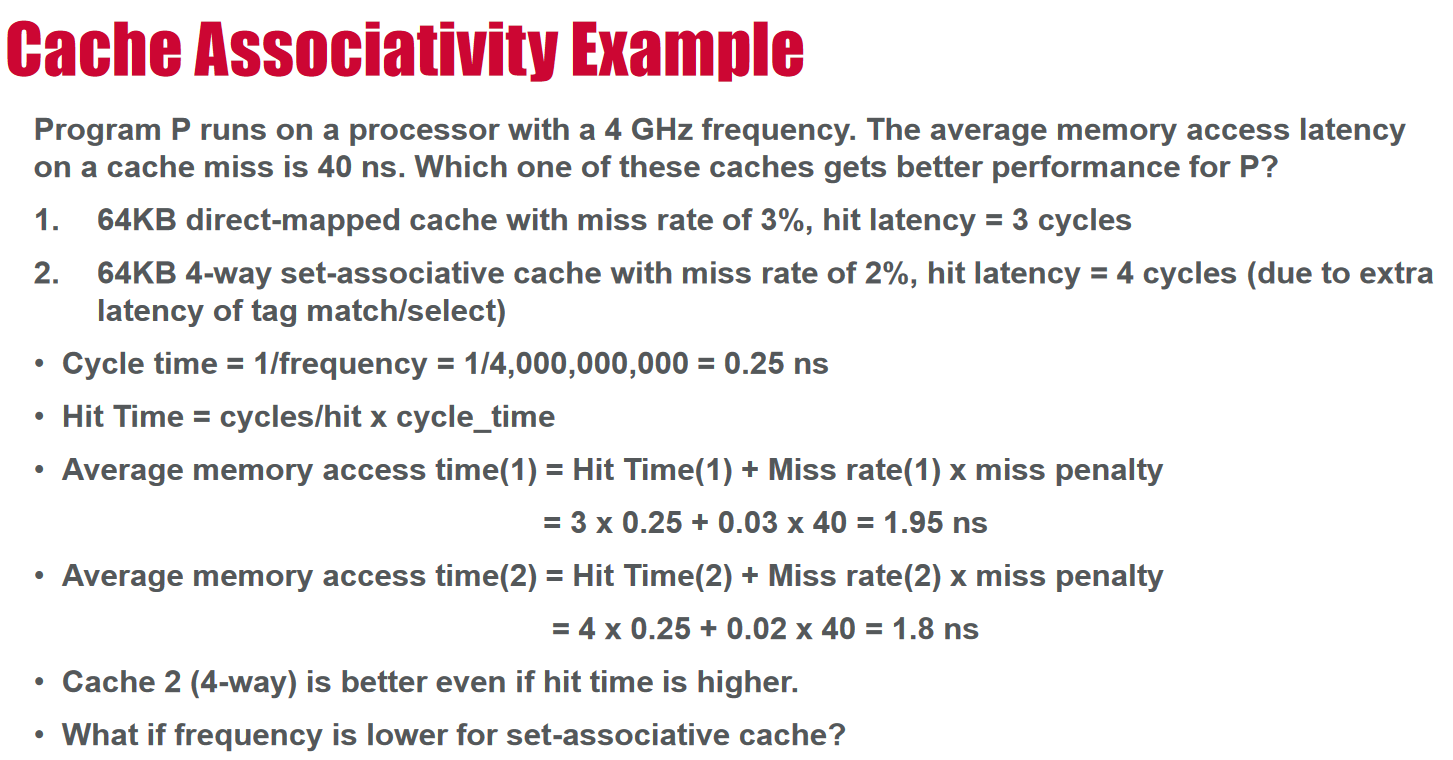 Cache Associativity Example
Program P runs on a processor with a 4 GHz frequency. The average memory access latency
on a cache miss is 40 ns. Which one of these caches gets better performance for P?
1. 64KB direct-mapped cache with miss rate of 3%, hit latency = 3 cycles
2. 64KB 4-way set-associative cache with miss rate of 2%, hit latency = 4 cycles (due to extra
latency of tag match/select)
• Cycle time = 1/frequency = 1/4,000,000,000 = 0.25 ns
• Hit Time = cycles/hit x cycle_time
• Average memory access time(1) = Hit Time(1) + Miss rate(1) x miss penalty
= 3 x 0.25 + 0.03 x 40 = 1.95 ns
• Average memory access time(2) = Hit Time(2) + Miss rate(2) x miss penalty
= 4 x 0.25 + 0.02 x 40 = 1.8 ns
• Cache 2 (4-way) is better even if hit time is higher.
• What if frequency is lower for set-associative cache?